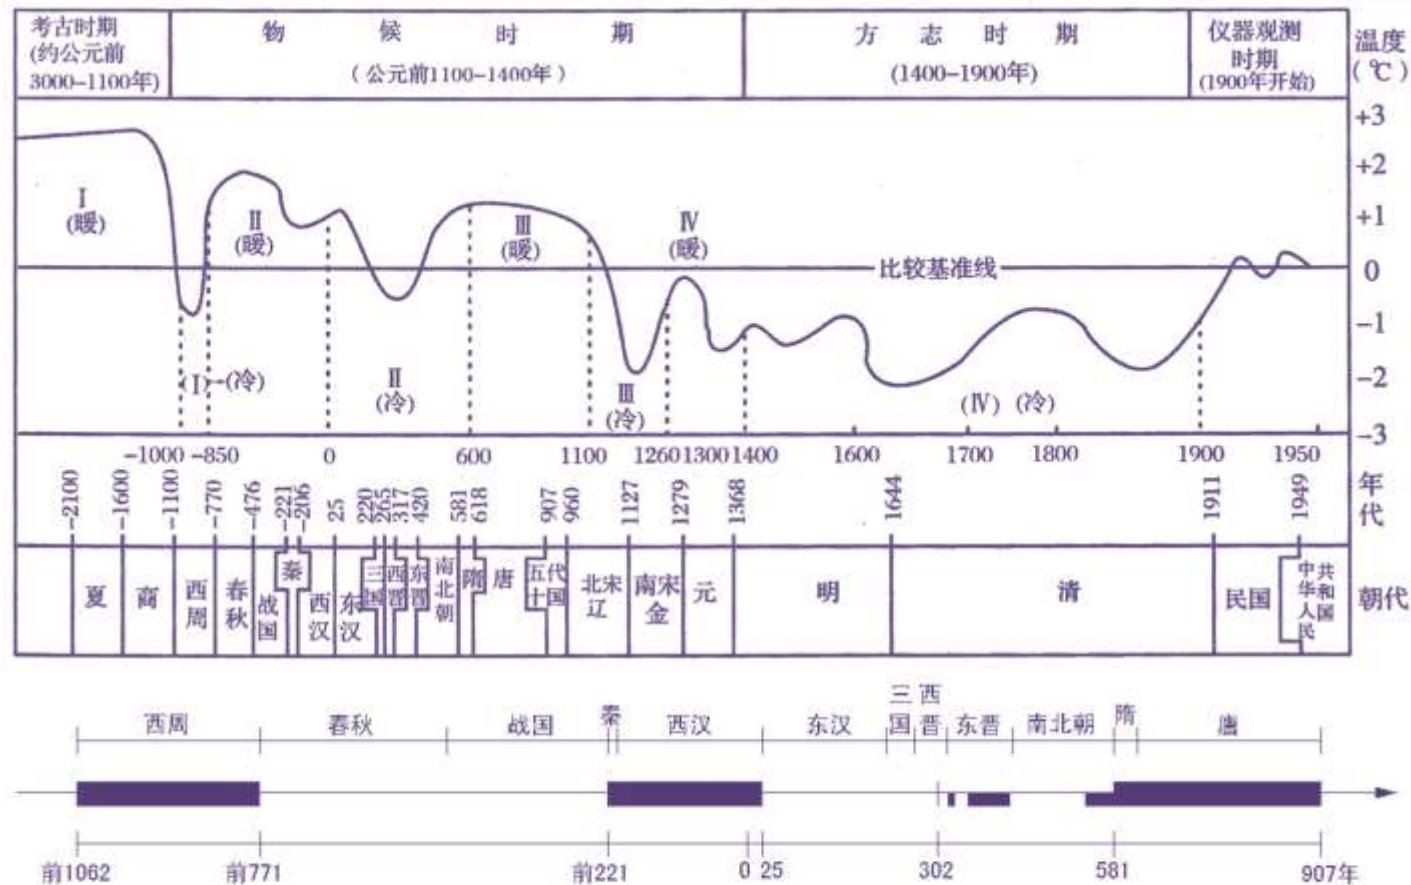 考古时期
(约公元前
3000-1100年)
物 候 时 期
(公元前1100-1400年)
方 志 时 期
(1400-1900年)
仪器观测
时期
(1900年开始)
温度
(℃)
+3
+2
+1
0
-1
-2
-3
Ⅰ
(暖)
Ⅱ
(暖)
Ⅲ
(暖)
Ⅳ
(暖)
比较基准线
(Ⅰ)-(冷)
Ⅱ
(冷)
Ⅲ
(冷)
(Ⅳ) (冷)
-1000 -850 0 600 1100 1260 1300 1400 1600 1700 1800 1900 1950
年代
-2100 -1600 -1100 -770 -476 -221 -206 25 220 265 317 420 581 618 907 960 1127 1279 1368 1644 1911 1949
夏 商 西周 春秋 战国 秦 西汉 东汉 三国 西晋 东晋 南北朝 隋 唐 五代十国 北宋辽 南宋金 元 明 清 民国 中华人民共和国 朝代
西周 春秋 战国 秦 西汉 东汉 三国 西晋 东晋 南北朝 隋 唐
前1062 前771 前221 0 25 302 581 907年